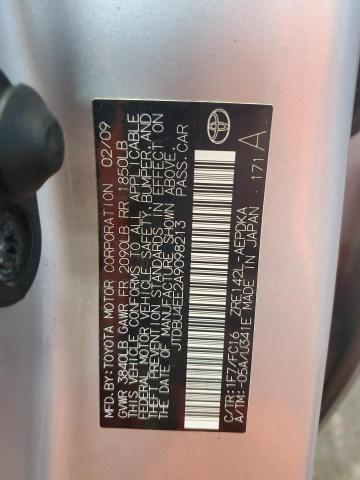 MFD.BY:TOYOTA MOTOR CORPORATION 02/09
GVWR 3840LB GAWR FR 2090LB RR 1850LB
THIS VEHICLE CONFORMS TO ALL APPLICABLE
FEDERAL MOTOR VEHICLE SAFETY, BUMPER, AND
THEFT PREVENTION STANDARDS IN EFFECT ON
THE DATE OF MANUFACTURE SHOWN ABOVE.
JTDBU4EE2A9098213 PASS.CAR
C/TR: 1F7/FC16 ZRE142L-AEPDKA
A/TM:-05A/U341E MADE IN JAPAN
171 A
TOYOTA